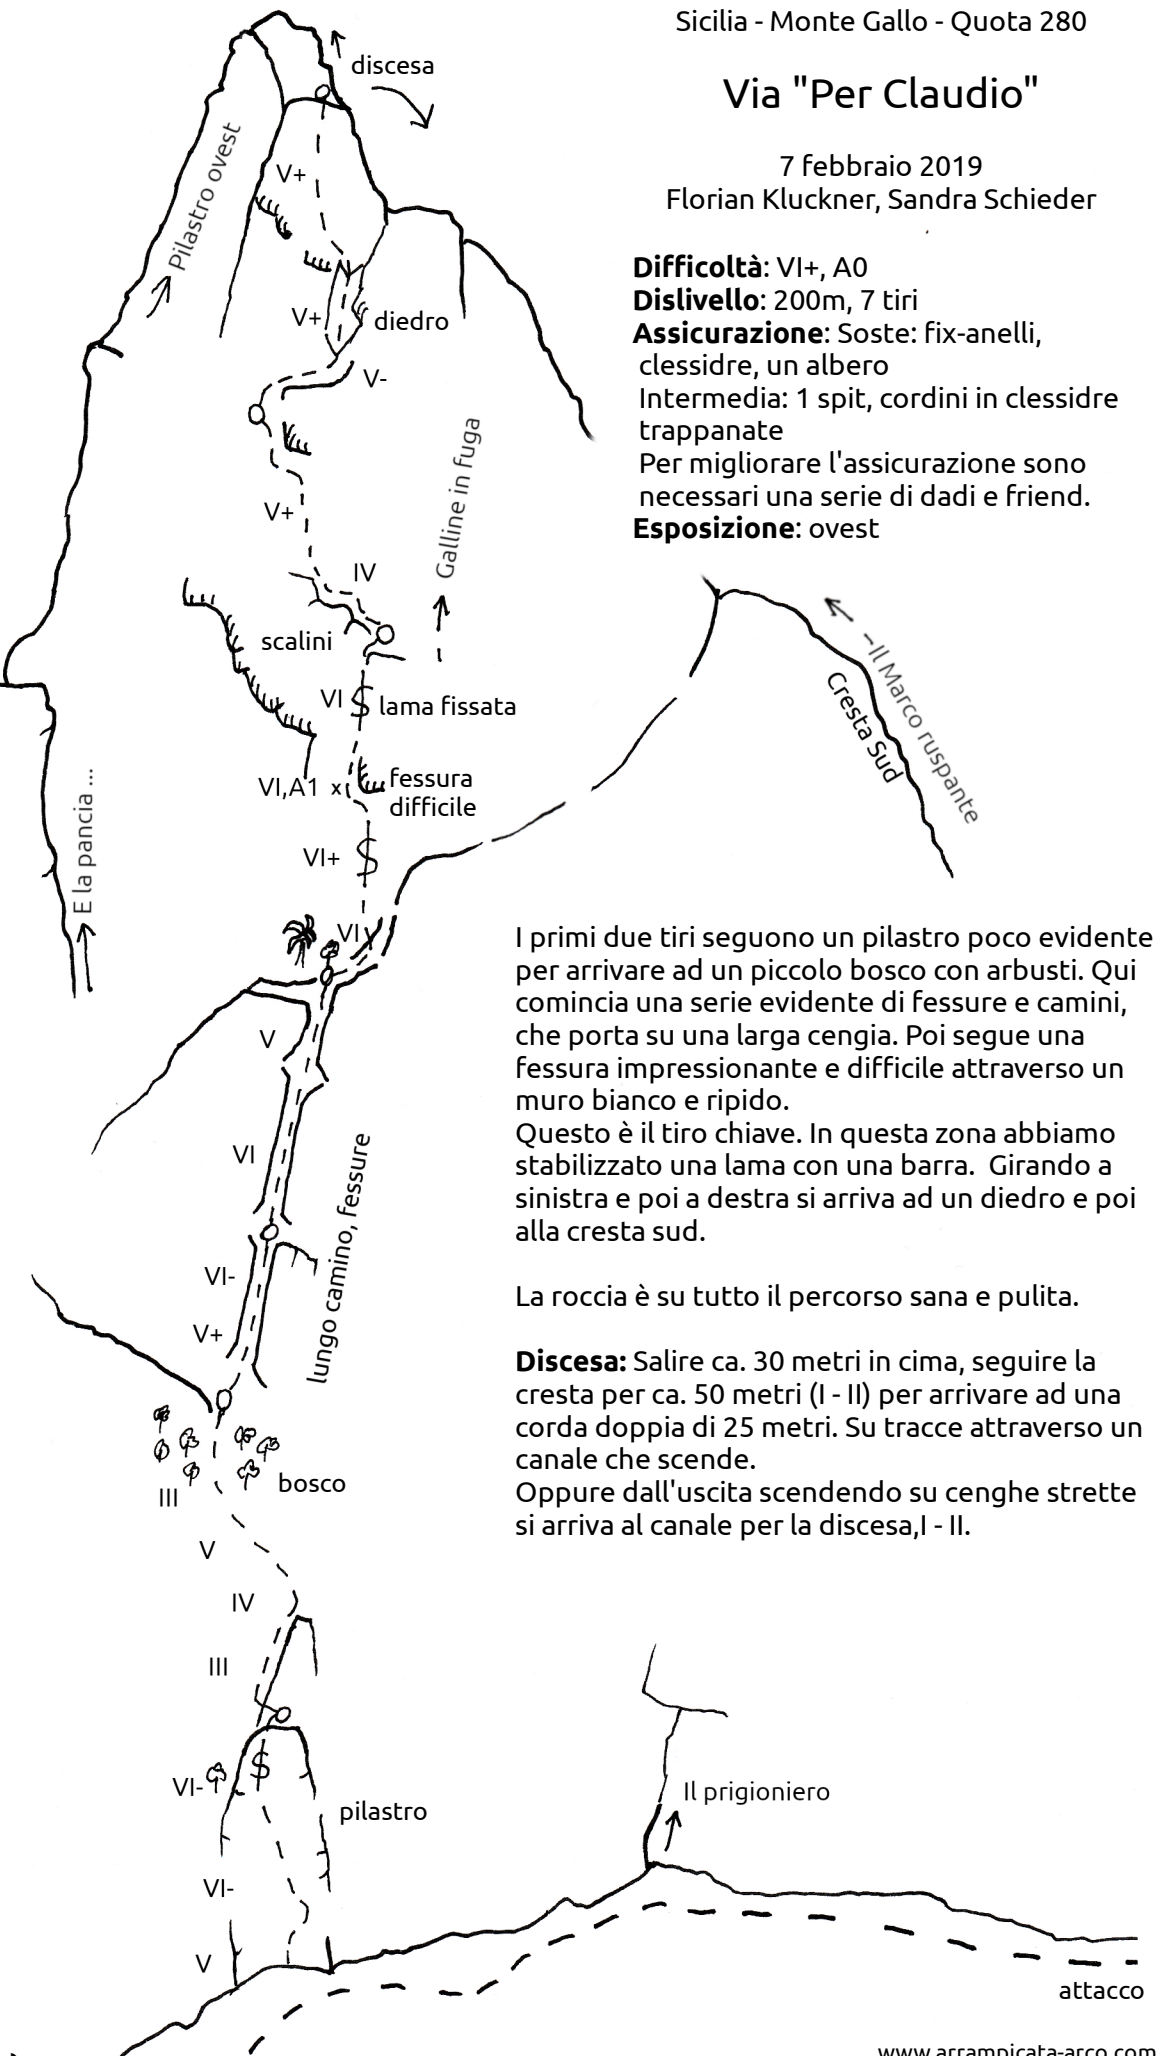 Sicilia - Monte Gallo - Quota 280
Via "Per Claudio"
7 febbraio 2019
Florian Kluckner, Sandra Schieder
Difficoltà: VI+, A0
Dislivello: 200m, 7 tiri
Assicurazione: Soste: fix-anelli,
clessidre, un albero
Intermedia: 1 spit, cordini in clessidre
trappanate
Per migliorare l'assicurazione sono
necessari una serie di dadi e friend.
Esposizione: ovest
discesa
V+
Pilastro ovest
V+
diedro
V-
V+
Galline in fuga
IV
scalini
VI
lama fissata
VI,A1 x
fessura
difficile
E la pancia ...
VI+
VI
Il Marco ruspante
Cresta Sud
I primi due tiri seguono un pilastro poco evidente
per arrivare ad un piccolo bosco con arbusti. Qui
comincia una serie evidente di fessure e camini,
che porta su una larga cengia. Poi segue una
fessura impressionante e difficile attraverso un
muro bianco e ripido.
Questo è il tiro chiave. In questa zona abbiamo
stabilizzato una lama con una barra.  Girando a
sinistra e poi a destra si arriva ad un diedro e poi
alla cresta sud.
La roccia è su tutto il percorso sana e pulita.
Discesa: Salire ca. 30 metri in cima, seguire la
cresta per ca. 50 metri (I - II) per arrivare ad una
corda doppia di 25 metri. Su tracce attraverso un
canale che scende.
Oppure dall'uscita scendendo su cenghe strette
si arriva al canale per la discesa,I - II.
V
VI
lungo camino, fessure
VI-
V+
bosco
III
V
IV
III
VI-
pilastro
VI-
V
Il prigioniero
attacco
www.arrampicata-arco.com